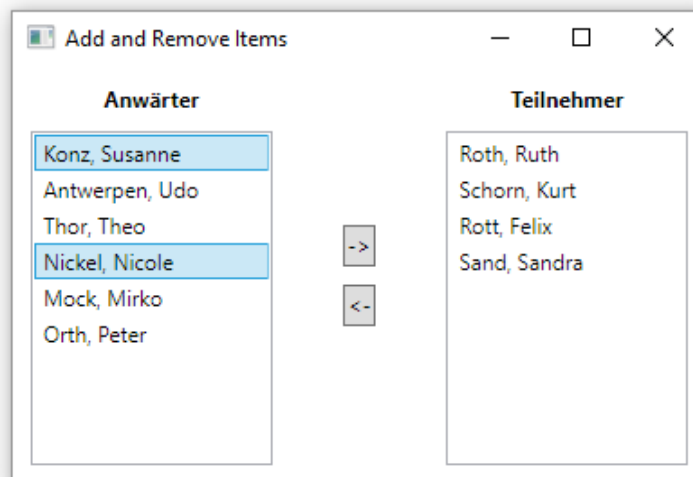 Add and Remove Items
Anwärter
Teilnehmer
Konz, Susanne
Antwerpen, Udo
Thor, Theo
Nickel, Nicole
Mock, Mirko
Orth, Peter
->
<-
Roth, Ruth
Schorn, Kurt
Rott, Felix
Sand, Sandra